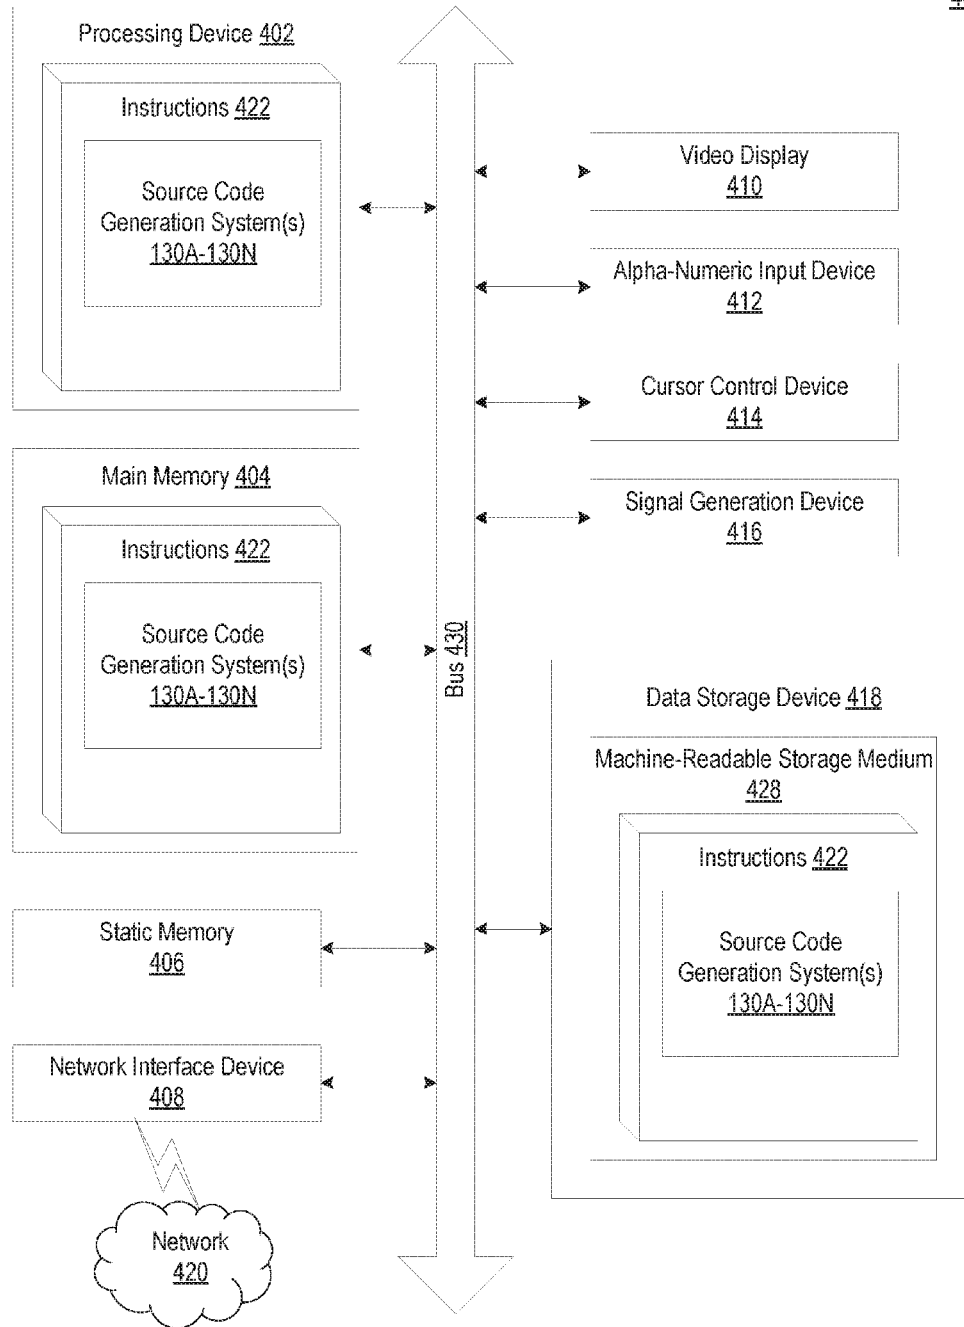 Processing Device 402
Instructions 422
Source Code
Generation System(s)
130A-130N
Main Memory 404
Instructions 422
Source Code
Generation System(s)
130A-130N
Static Memory
406
Network Interface Device
408
Network
420
Bus 430
Video Display
410
Alpha-Numeric Input Device
412
Cursor Control Device
414
Signal Generation Device
416
Data Storage Device 418
Machine-Readable Storage Medium
428
Instructions 422
Source Code
Generation System(s)
130A-130N